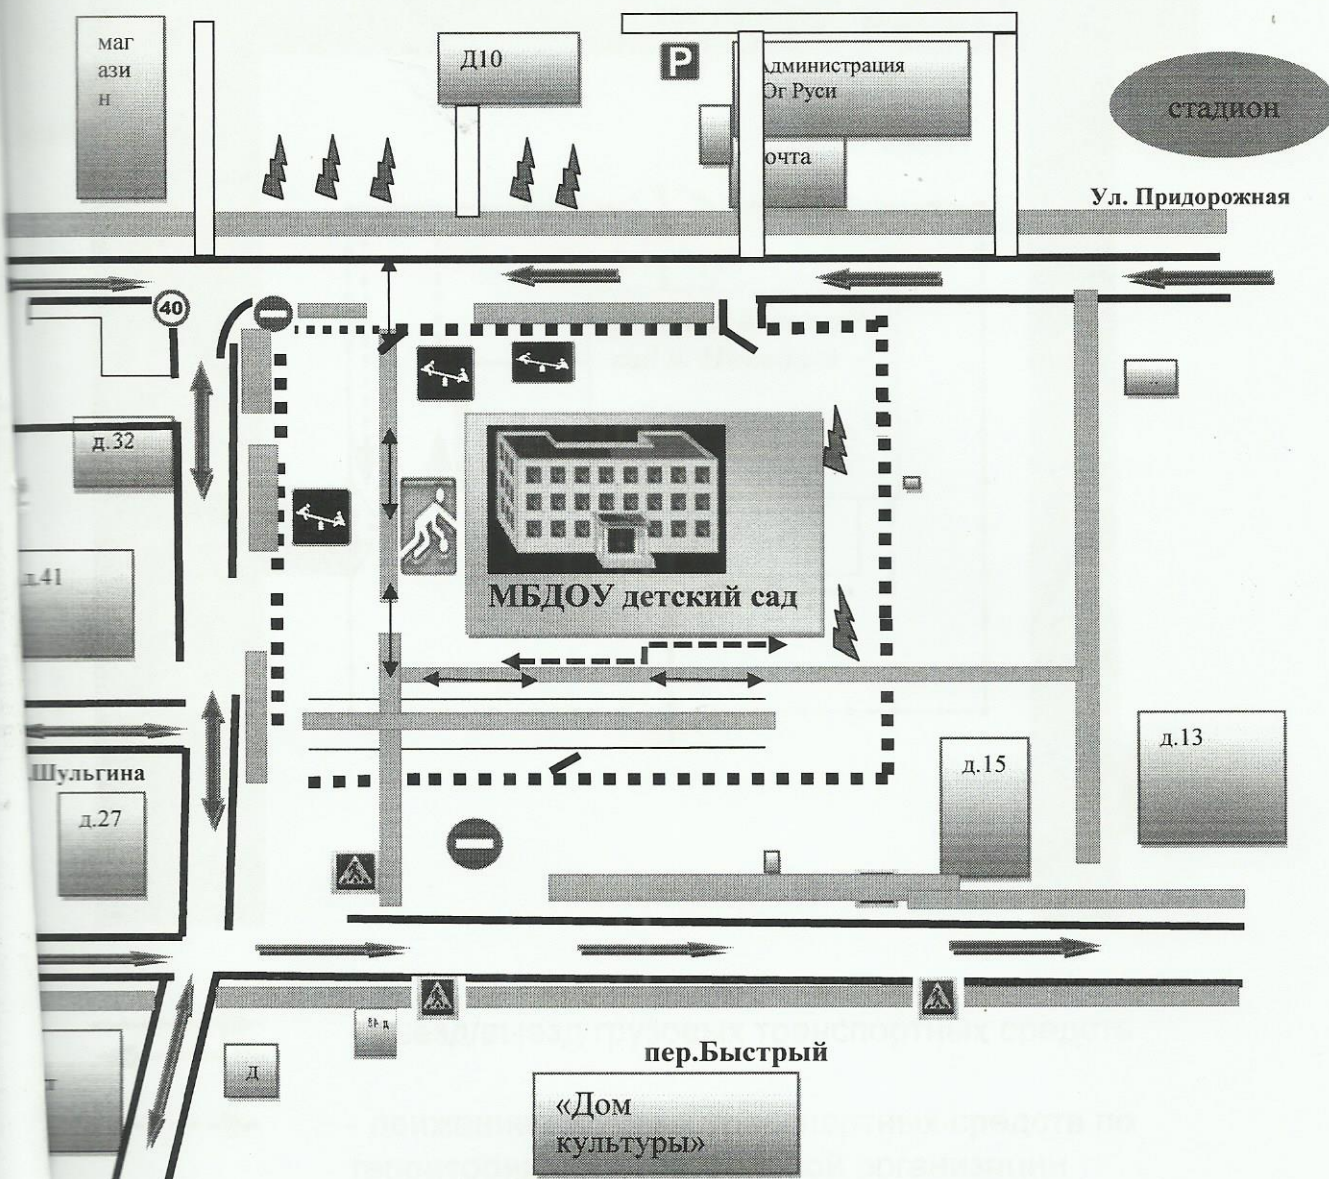 маг
ази
н
Д10
P
Администрация
Юг Руси
очта
стадион
Ул. Придорожная
40
д.32
д.41
МБДОУ детский сад
.Шульгина
д.27
д.15
д.13
Д
пер.Быстрый
«Дом
культуры»